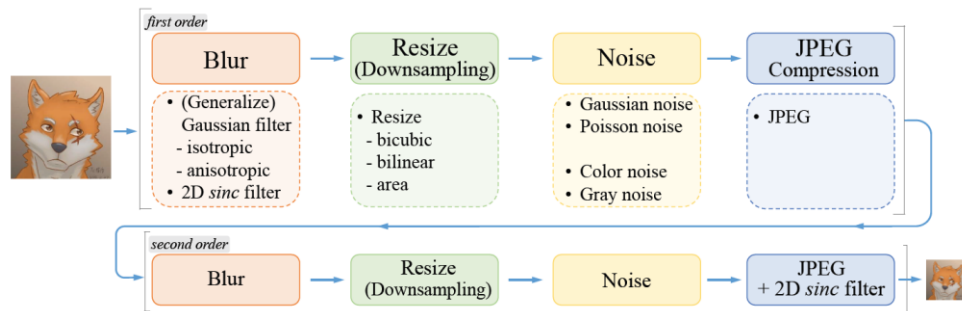 first order
Blur
Resize
(Downsampling)
Noise
JPEG
Compression
• (Generalize)
Gaussian filter
- isotropic
- anisotropic
• 2D sinc filter
• Resize
- bicubic
- bilinear
- area
• Gaussian noise
• Poisson noise
• Color noise
• Gray noise
• JPEG
second order
Blur
Resize
(Downsampling)
Noise
JPEG
+ 2D sinc filter